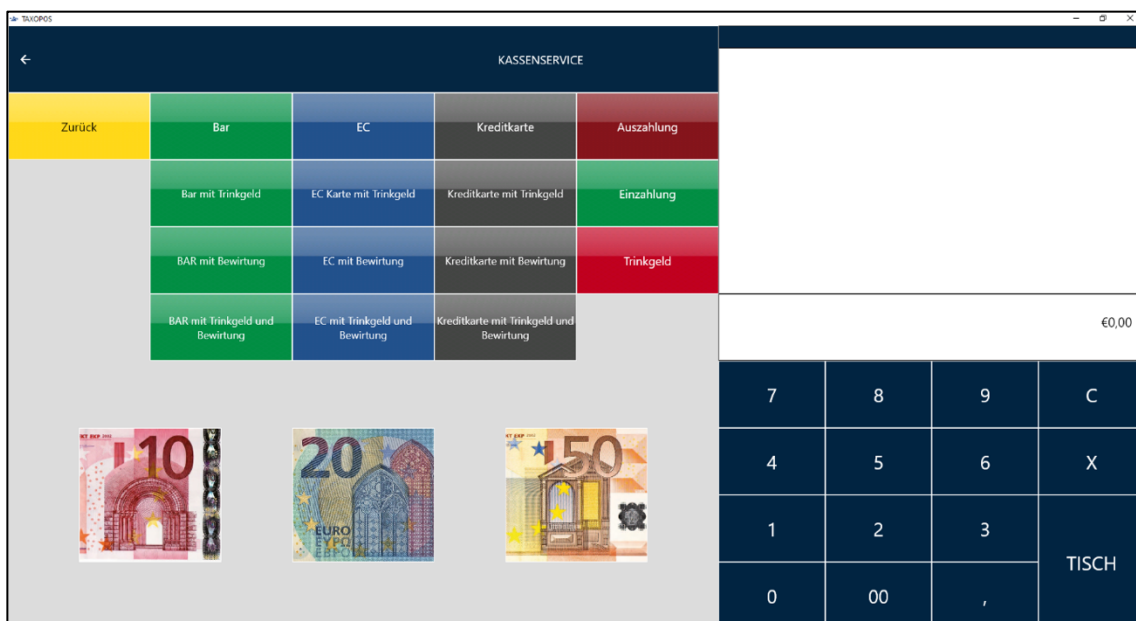 TAXOPOS
KASSENSERVICE
Zurück
Bar
EC
Kreditkarte
Auszahlung
Bar mit Trinkgeld
EC Karte mit Trinkgeld
Kreditkarte mit Trinkgeld
Einzahlung
BAR mit Bewirtung
EC mit Bewirtung
Kreditkarte mit Bewirtung
Trinkgeld
BAR mit Trinkgeld und
Bewirtung
EC mit Trinkgeld und
Bewirtung
Kreditkarte mit Trinkgeld und
Bewirtung
€0,00
7
8
9
C
4
5
6
X
1
2
3
TISCH
0
00
,
10
20
EURO
ΕΥΡΩ
ЕВРО
50